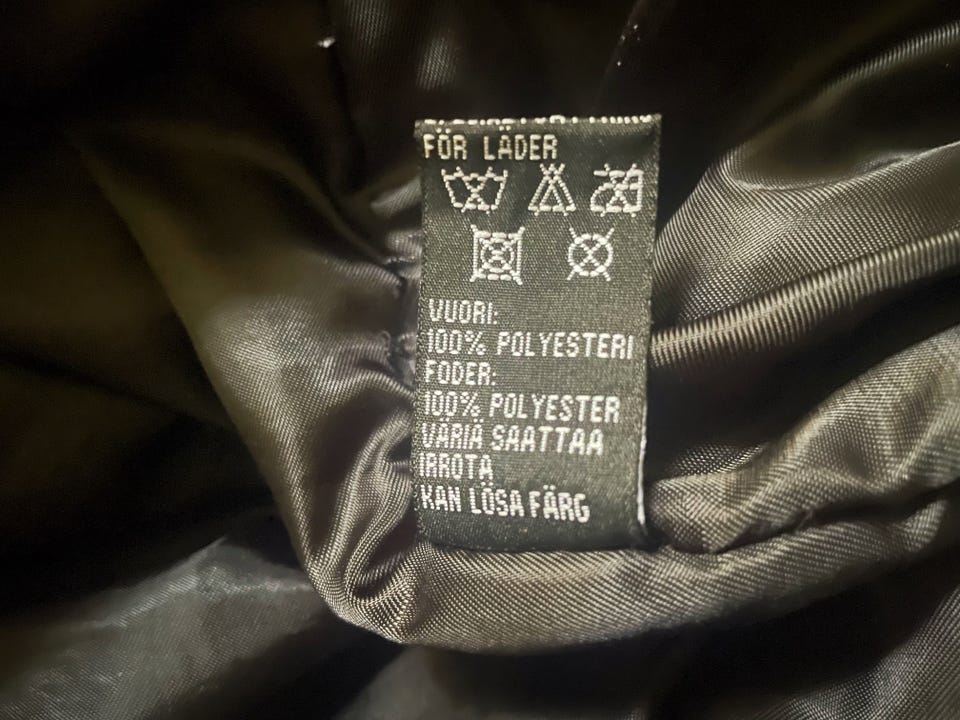 FÖR LÄDER
VUORI:
100% POLYESTERI
FODER:
100% POLYESTER
VÄRIÄ SAATTAA
IRROTA
KAN LÖSA FÄRG